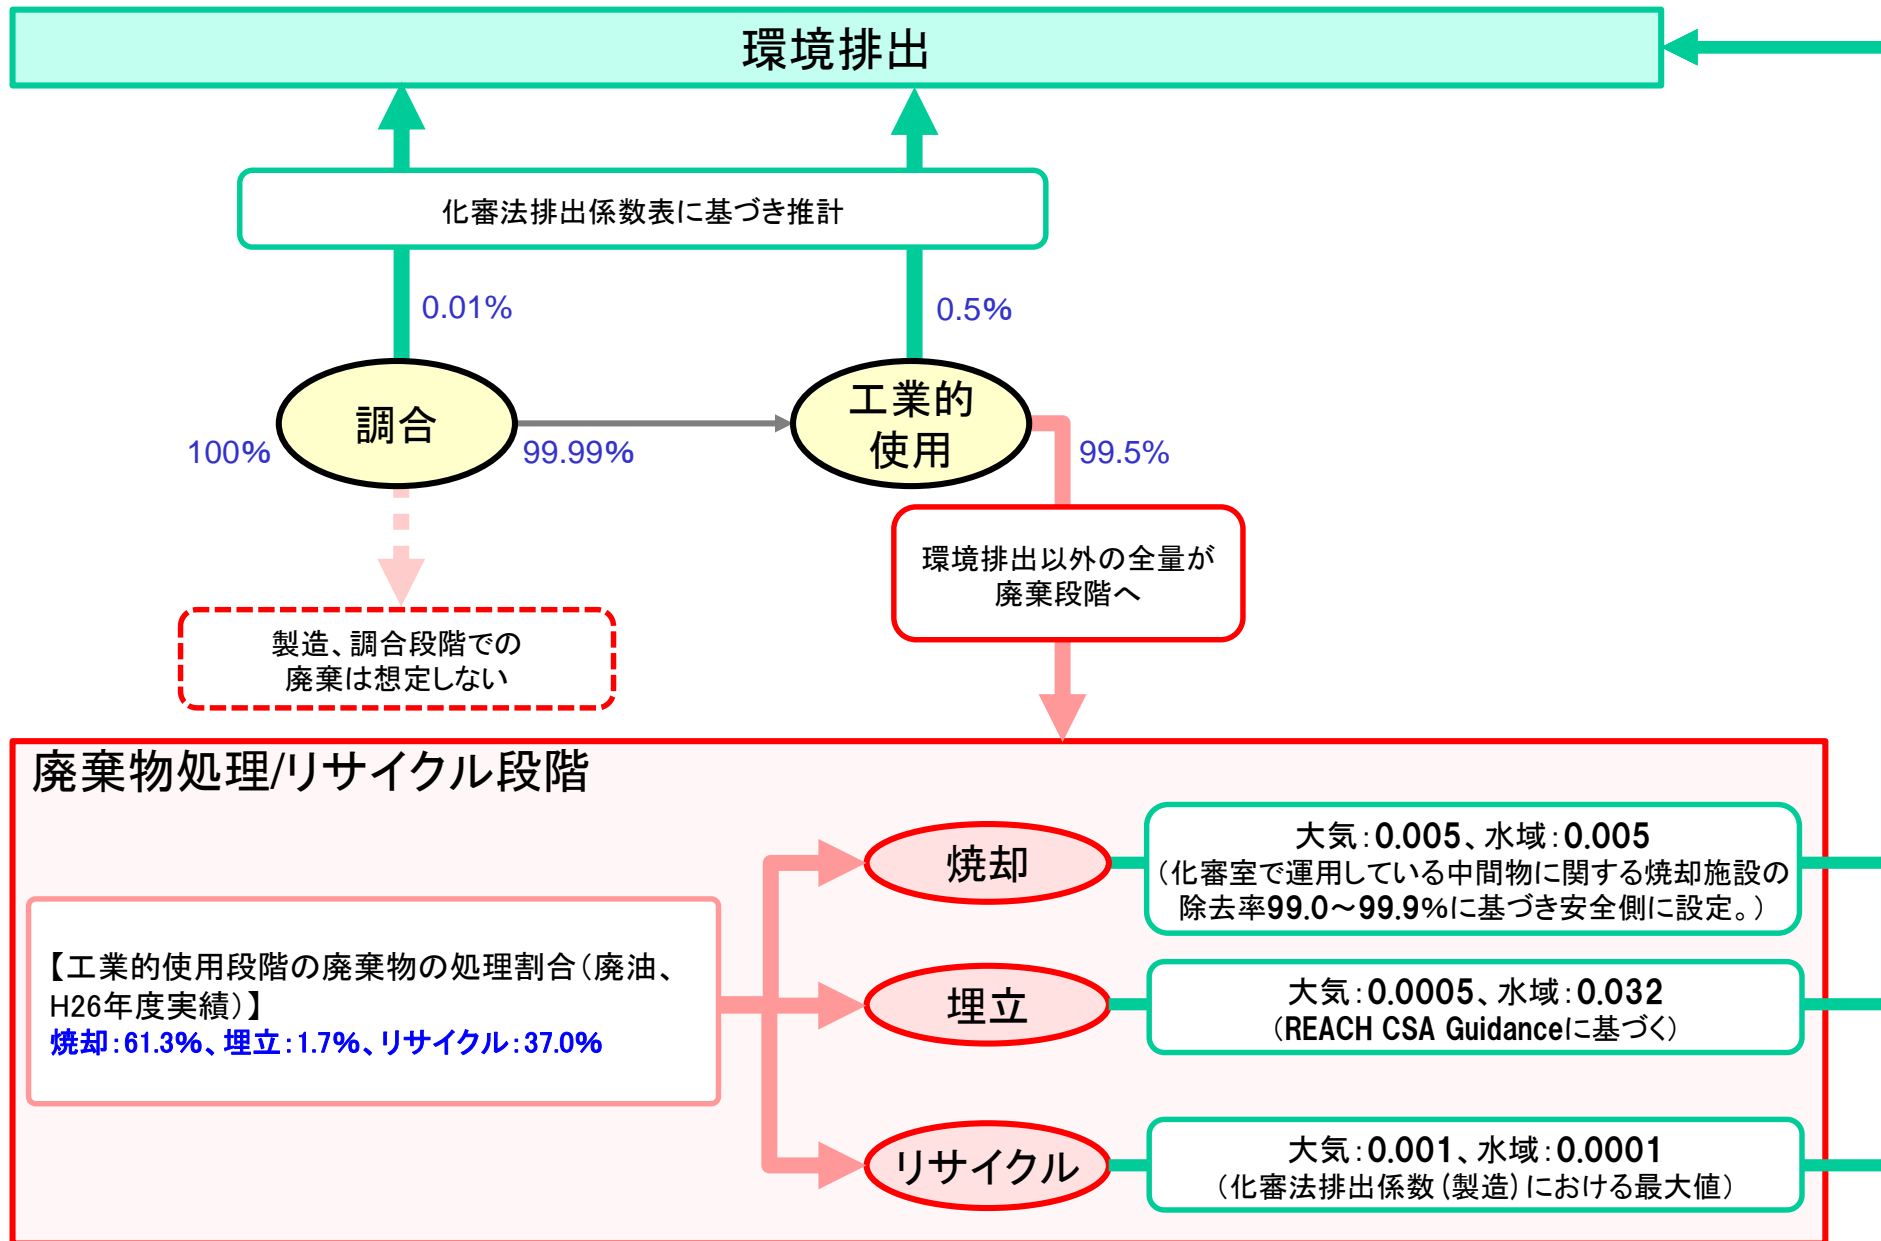 環境排出
化審法排出係数表に基づき推計
0.01%
0.5%
調合
工業的
使用
100%
99.99%
99.5%
環境排出以外の全量が
廃棄段階へ
製造、調合段階での
廃棄は想定しない
廃棄物処理/リサイクル段階
【工業的使用段階の廃棄物の処理割合(廃油、
H26年度実績)】
焼却:61.3%、埋立:1.7%、リサイクル:37.0%
焼却
大気:0.005、水域:0.005
(化審室で運用している中間物に関する焼却施設の
除去率99.0~99.9%に基づき安全側に設定。)
埋立
大気:0.0005、水域:0.032
(REACH CSA Guidanceに基づく)
リサイクル
大気:0.001、水域:0.0001
(化審法排出係数(製造)における最大値)